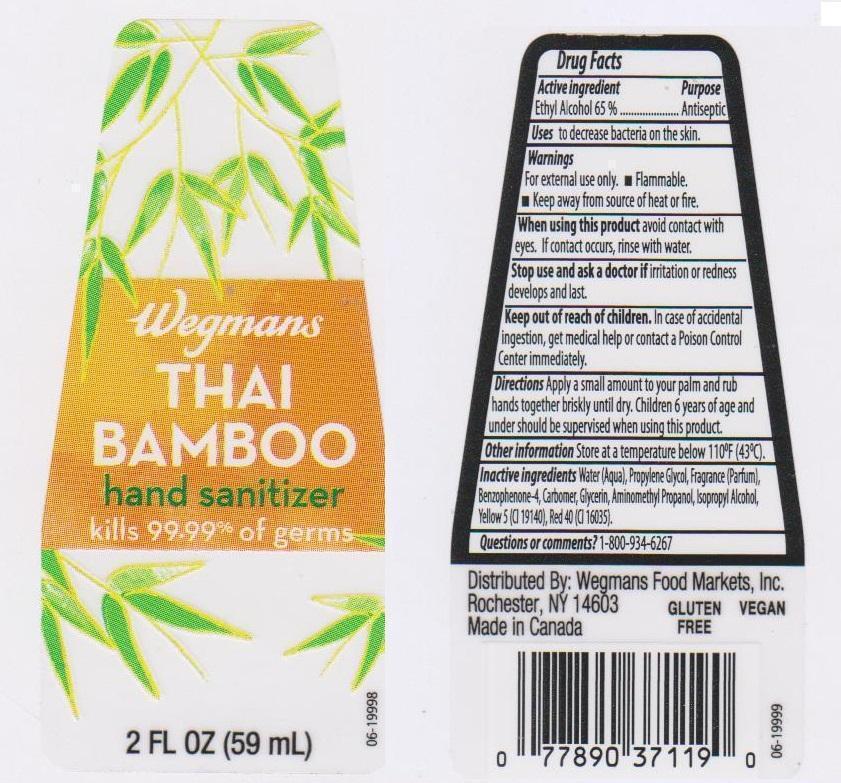 Wegmans
THAI
BAMBOO
hand sanitizer
kills 99.99% of germs
2 FL OZ (59 mL)
06-19998
Drug Facts
Active ingredient Purpose
Ethyl Alcohol 65 % ..................... Antiseptic
Uses to decrease bacteria on the skin.
Warnings
For external use only. ■ Flammable.
■ Keep away from source of heat or fire.
When using this product avoid contact with
eyes. If contact occurs, rinse with water.
Stop use and ask a doctor if irritation or redness
develops and last.
Keep out of reach of children. In case of accidental
ingestion, get medical help or contact a Poison Control
Center immediately.
Directions Apply a small amount to your palm and rub
hands together briskly until dry. Children 6 years of age and
under should be supervised when using this product.
Other information Store at a temperature below 110⁰F (43⁰C).
Inactive ingredients Water (Aqua), Propylene Glycol, Fragrance (Parfum),
Benzophenone-4, Carbomer, Glycerin, Aminomethyl Propanol, Isopropyl Alcohol,
Yellow 5 (CI 19140), Red 40 (CI 16035).
Questions or comments? 1-800-934-6267
Distributed By: Wegmans Food Markets, Inc.
Rochester, NY 14603 GLUTEN VEGAN
Made in Canada FREE
0 77890 37119 0
06-19999